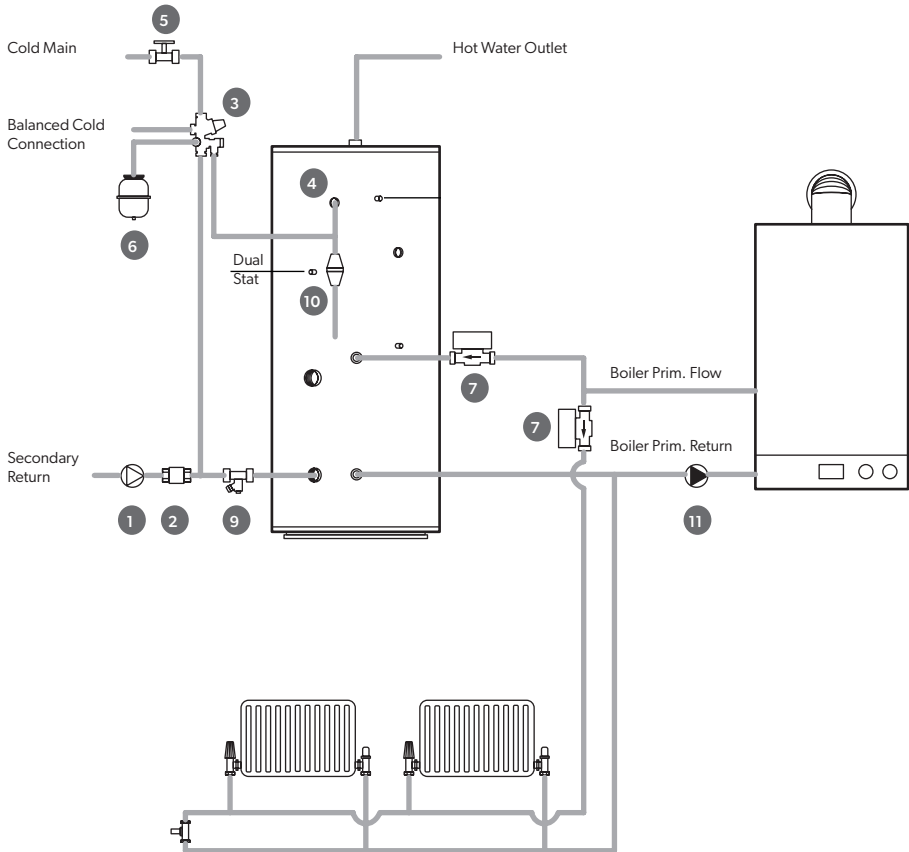 5
Cold Main
Hot Water Outlet
3
Balanced Cold
Connection
4
6
Dual
Stat
10
7
Boiler Prim. Flow
7
Boiler Prim. Return
Secondary
Return
1
2
9
11